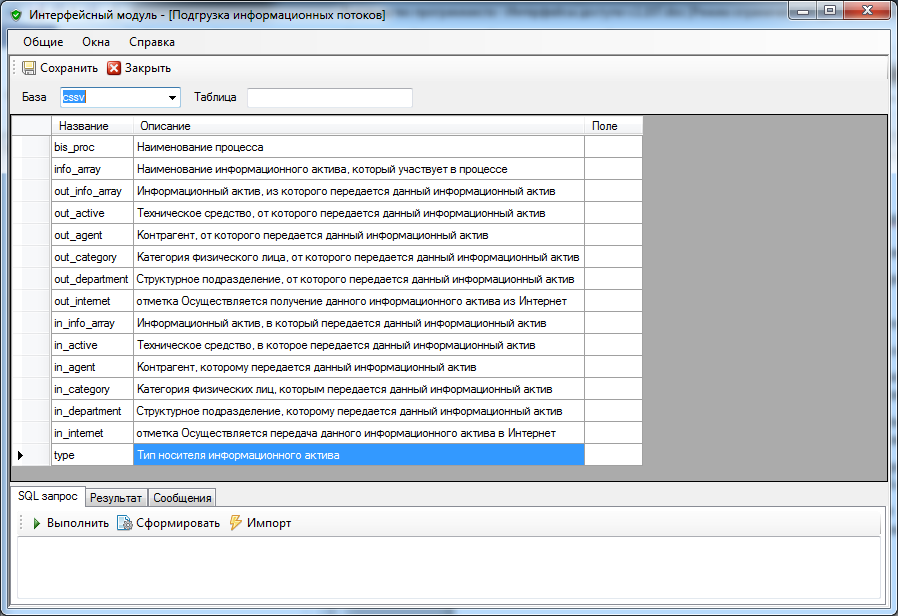 Интерфейсный модуль - [Подгрузка информационных потоков]
Общие Окна Справка
Сохранить Закрыть
База cssv Таблица
Название Описание Поле
bis_proc Наименование процесса
info_array Наименование информационного актива, который участвует в процессе
out_info_array Информационный актив, из которого передается данный информационный актив
out_active Техническое средство, от которого передается данный информационный актив
out_agent Контрагент, от которого передается данный информационный актив
out_category Категория физического лица, от которого передается данный информационный актив
out_department Структурное подразделение, от которого передается данный информационный актив
out_internet отметка Осуществляется получение данного информационного актива из Интернет
in_info_array Информационный актив, в который передается данный информационный актив
in_active Техническое средство, в которое передается данный информационный актив
in_agent Контрагент, которому передается данный информационный актив
in_category Категория физических лиц, которым передается данный информационный актив
in_department Структурное подразделение, которому передается данный информационный актив
in_internet отметка Осуществляется передача данного информационного актива в Интернет
type Тип носителя информационного актива
SQL запрос Результат Сообщения
Выполнить Сформировать Импорт